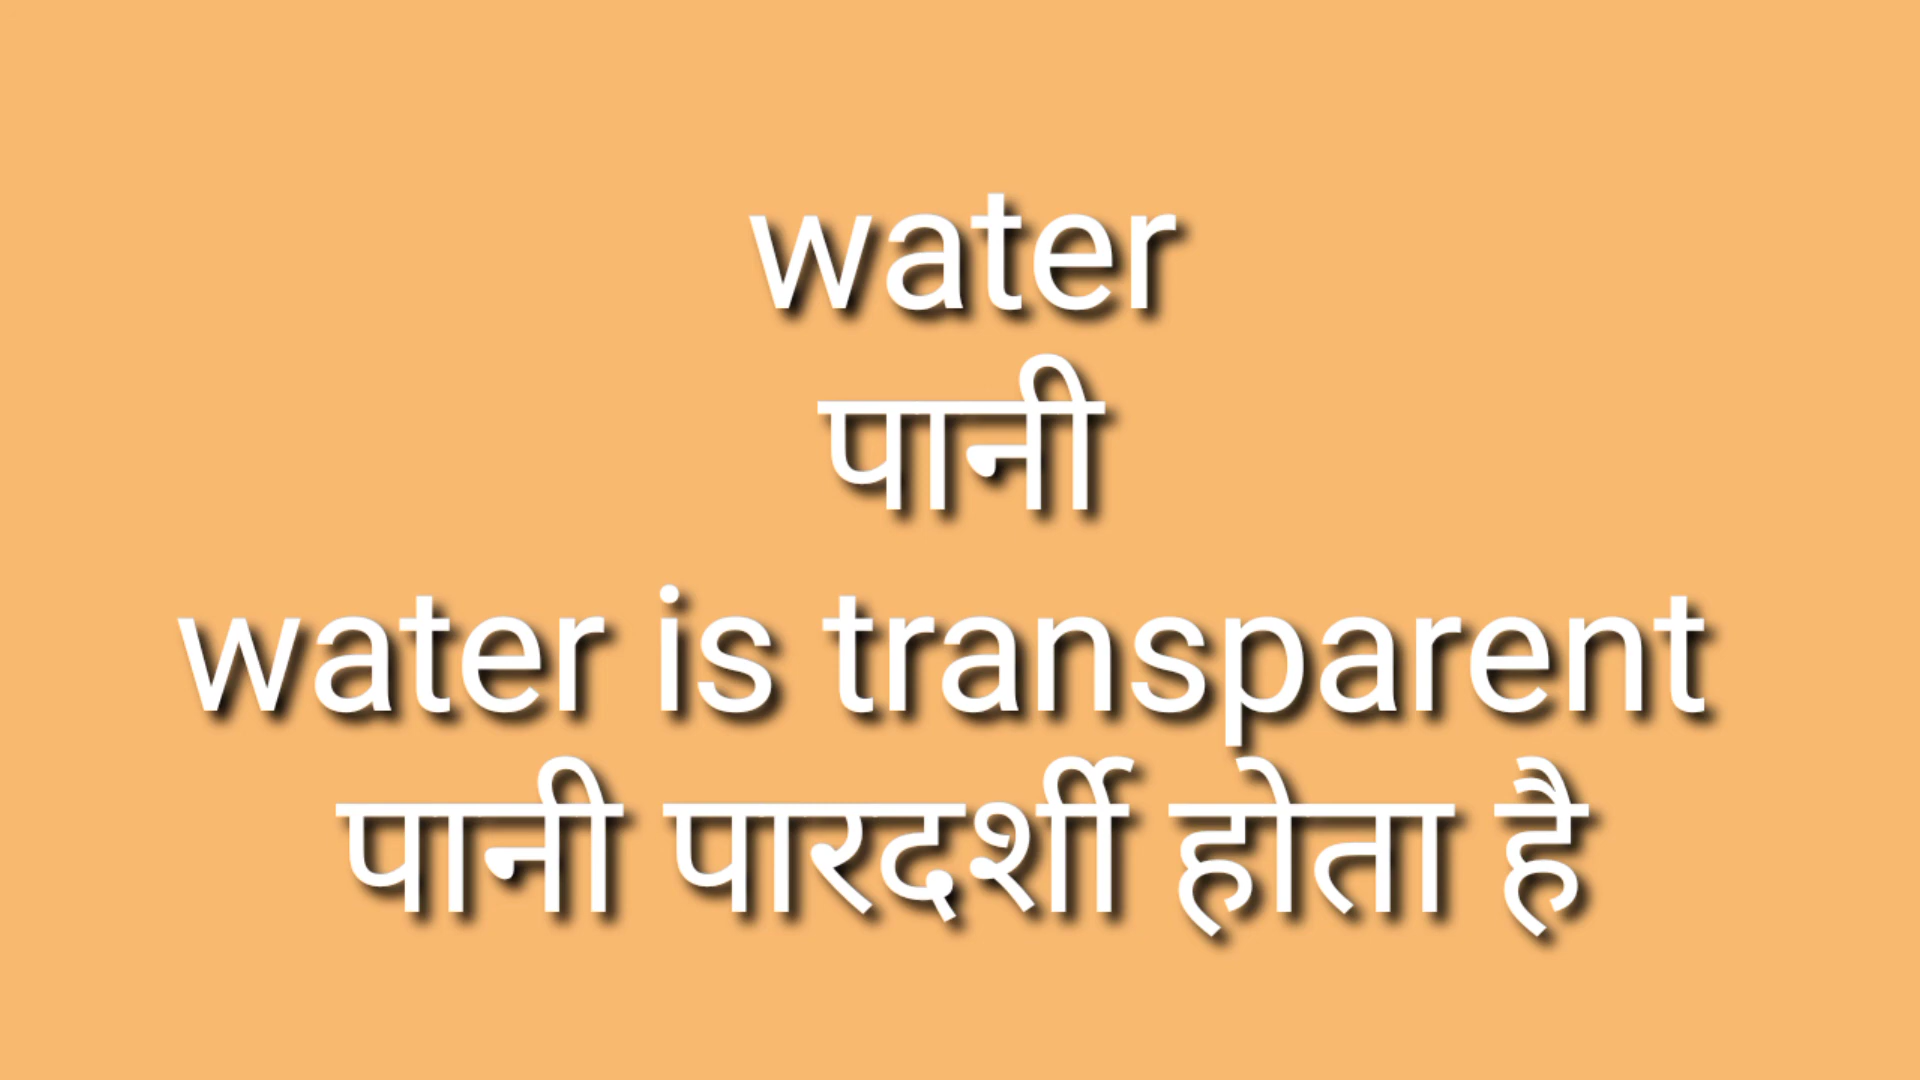 water
पानी
water is transparent
पानी पारदर्शी होता है